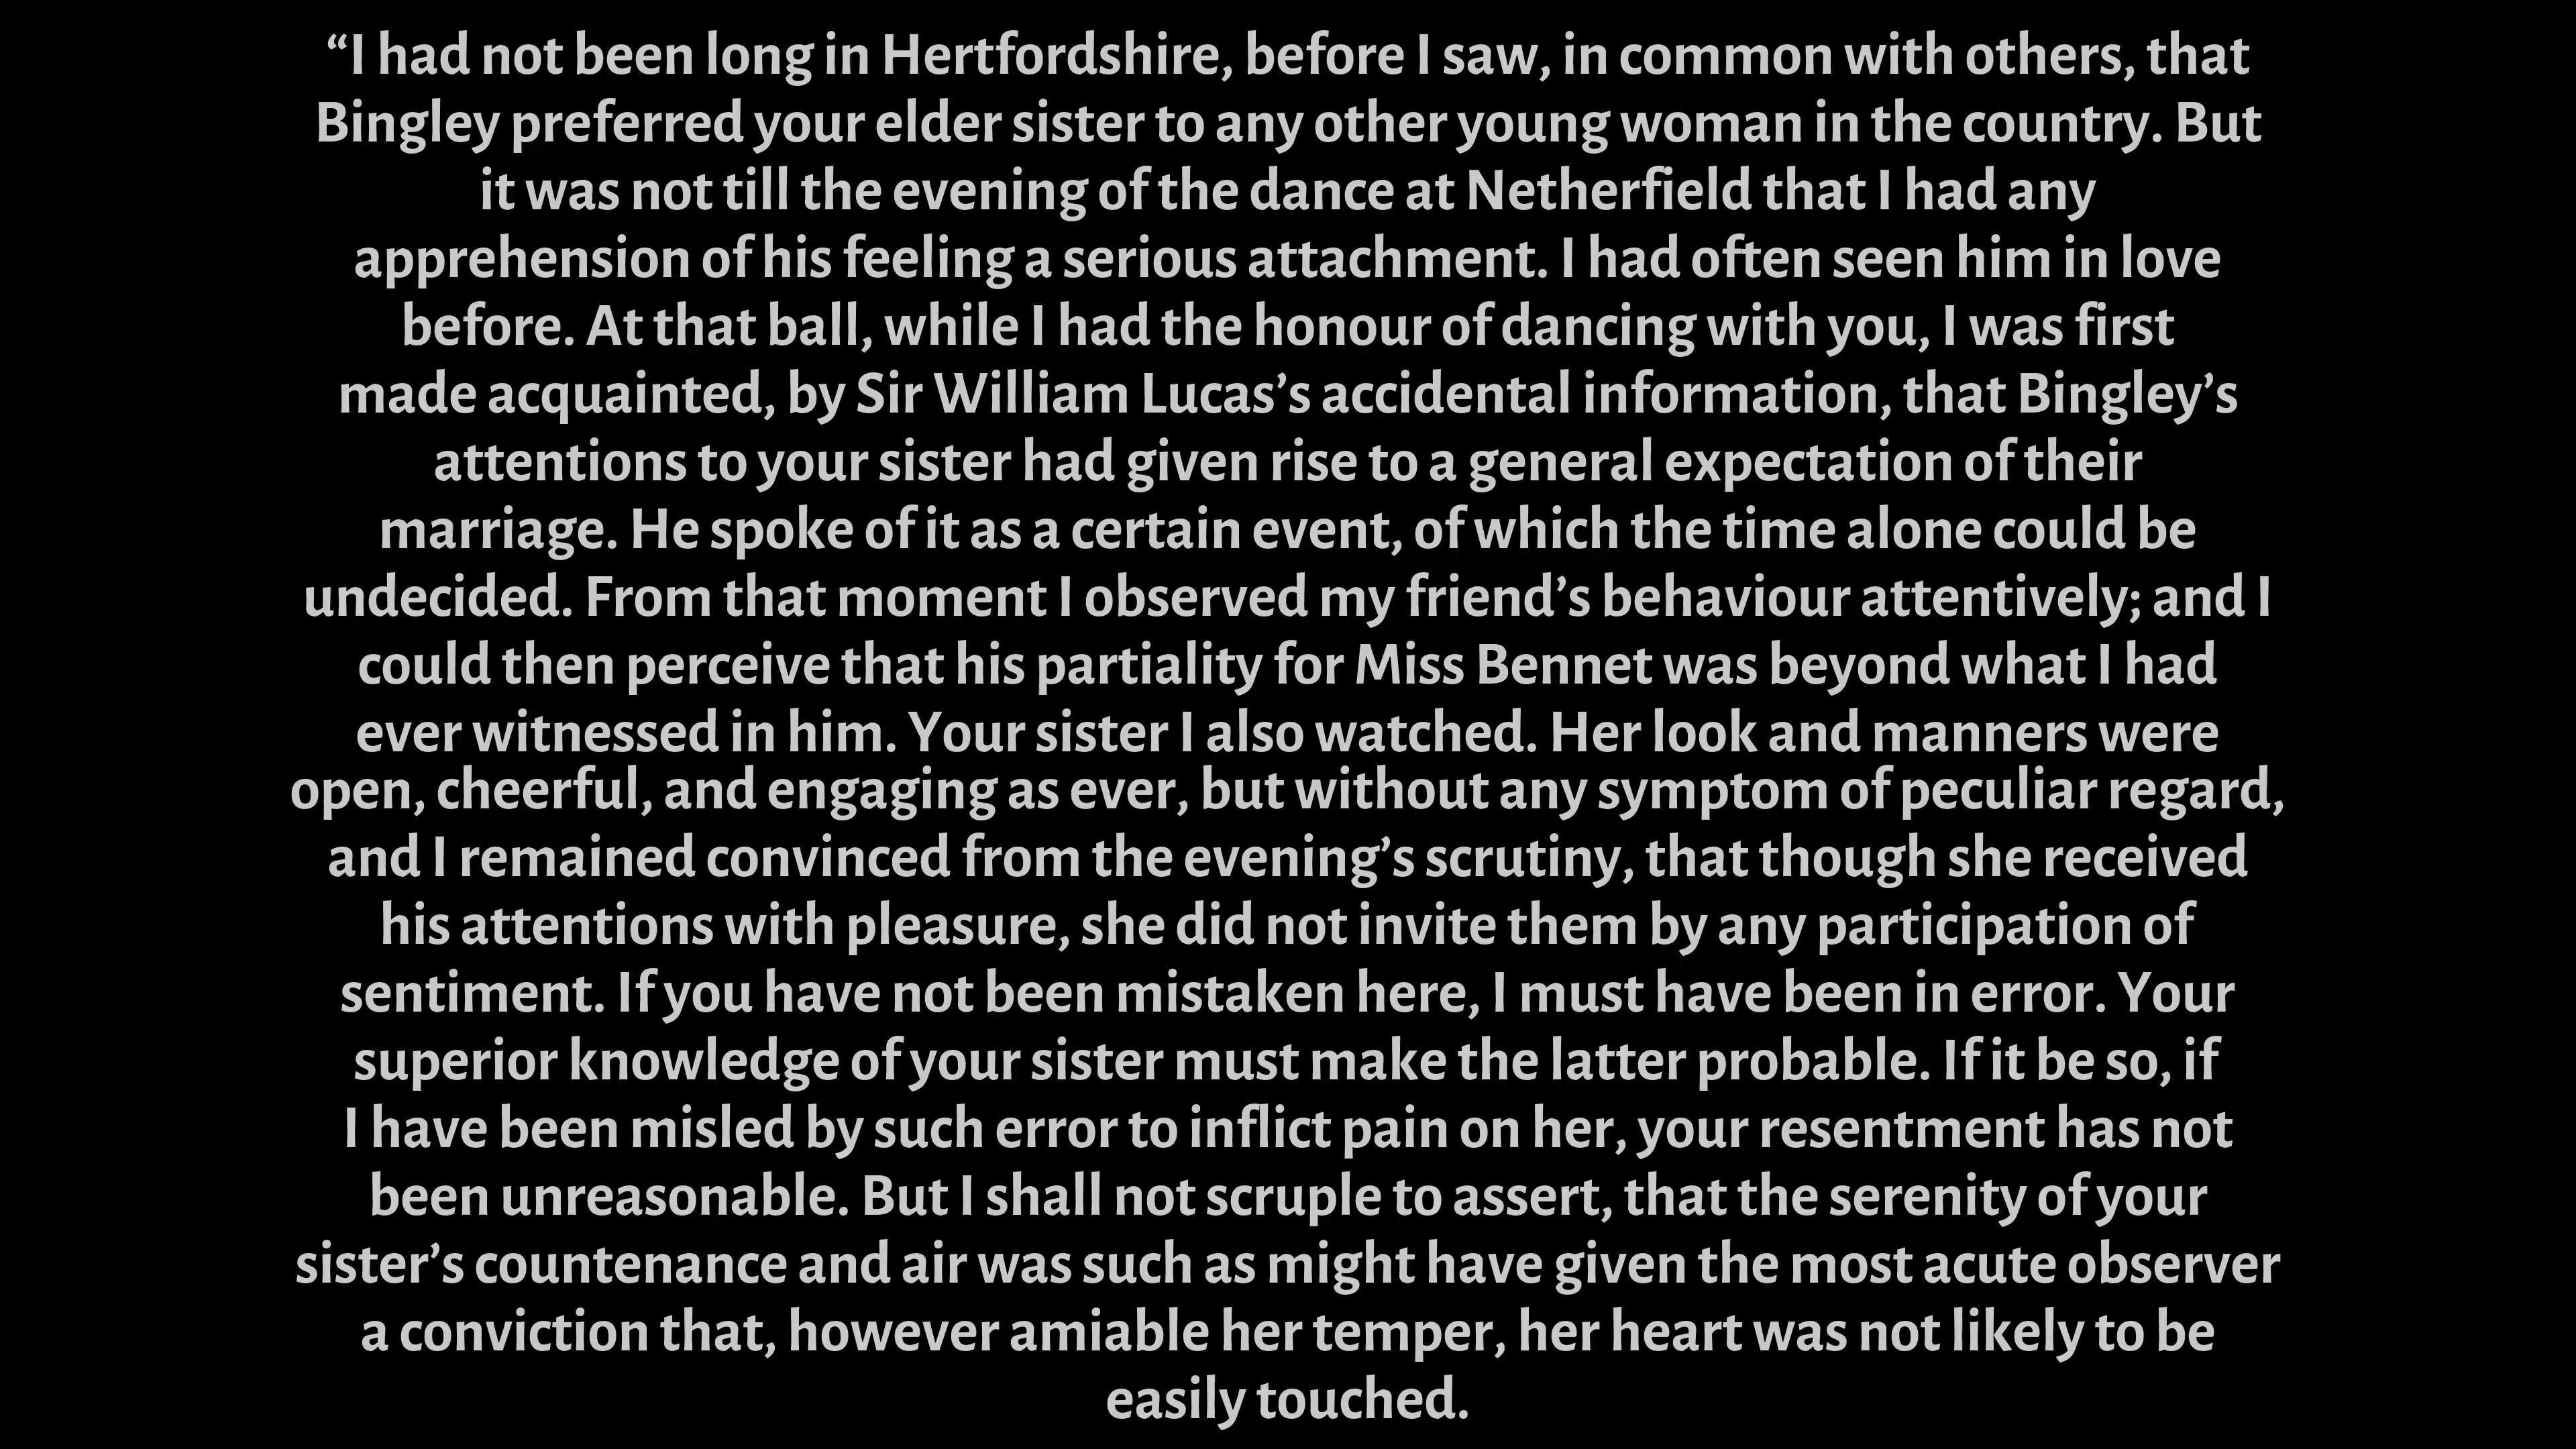 “I had not been long in Hertfordshire, before I saw, in common with others, that
Bingley preferred your elder sister to any other young woman in the country. But
it was not till the evening of the dance at Netherfield that I had any
apprehension of his feeling a serious attachment. I had often seen him in love
before. At that ball, while I had the honour of dancing with you, I was first
made acquainted, by Sir William Lucas’s accidental information, that Bingley’s
attentions to your sister had given rise to a general expectation of their
marriage. He spoke of it as a certain event, of which the time alone could be
undecided. From that moment I observed my friend’s behaviour attentively; and I
could then perceive that his partiality for Miss Bennet was beyond what I had
ever witnessed in him. Your sister I also watched. Her look and manners were
open, cheerful, and engaging as ever, but without any symptom of peculiar regard,
and I remained convinced from the evening’s scrutiny, that though she received
his attentions with pleasure, she did not invite them by any participation of
sentiment. If you have not been mistaken here, I must have been in error. Your
superior knowledge of your sister must make the latter probable. If it be so, if
I have been misled by such error to inflict pain on her, your resentment has not
been unreasonable. But I shall not scruple to assert, that the serenity of your
sister’s countenance and air was such as might have given the most acute observer
a conviction that, however amiable her temper, her heart was not likely to be
easily touched.